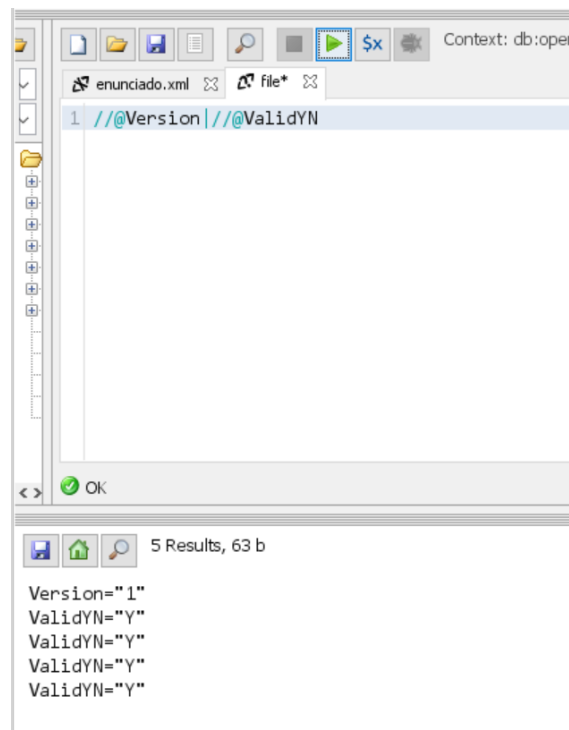 $x
Context: db:oper
enunciado.xml
file*
1 //@Version|//@ValidYN
OK
5 Results, 63 b
Version="1"
ValidYN="Y"
ValidYN="Y"
ValidYN="Y"
ValidYN="Y"